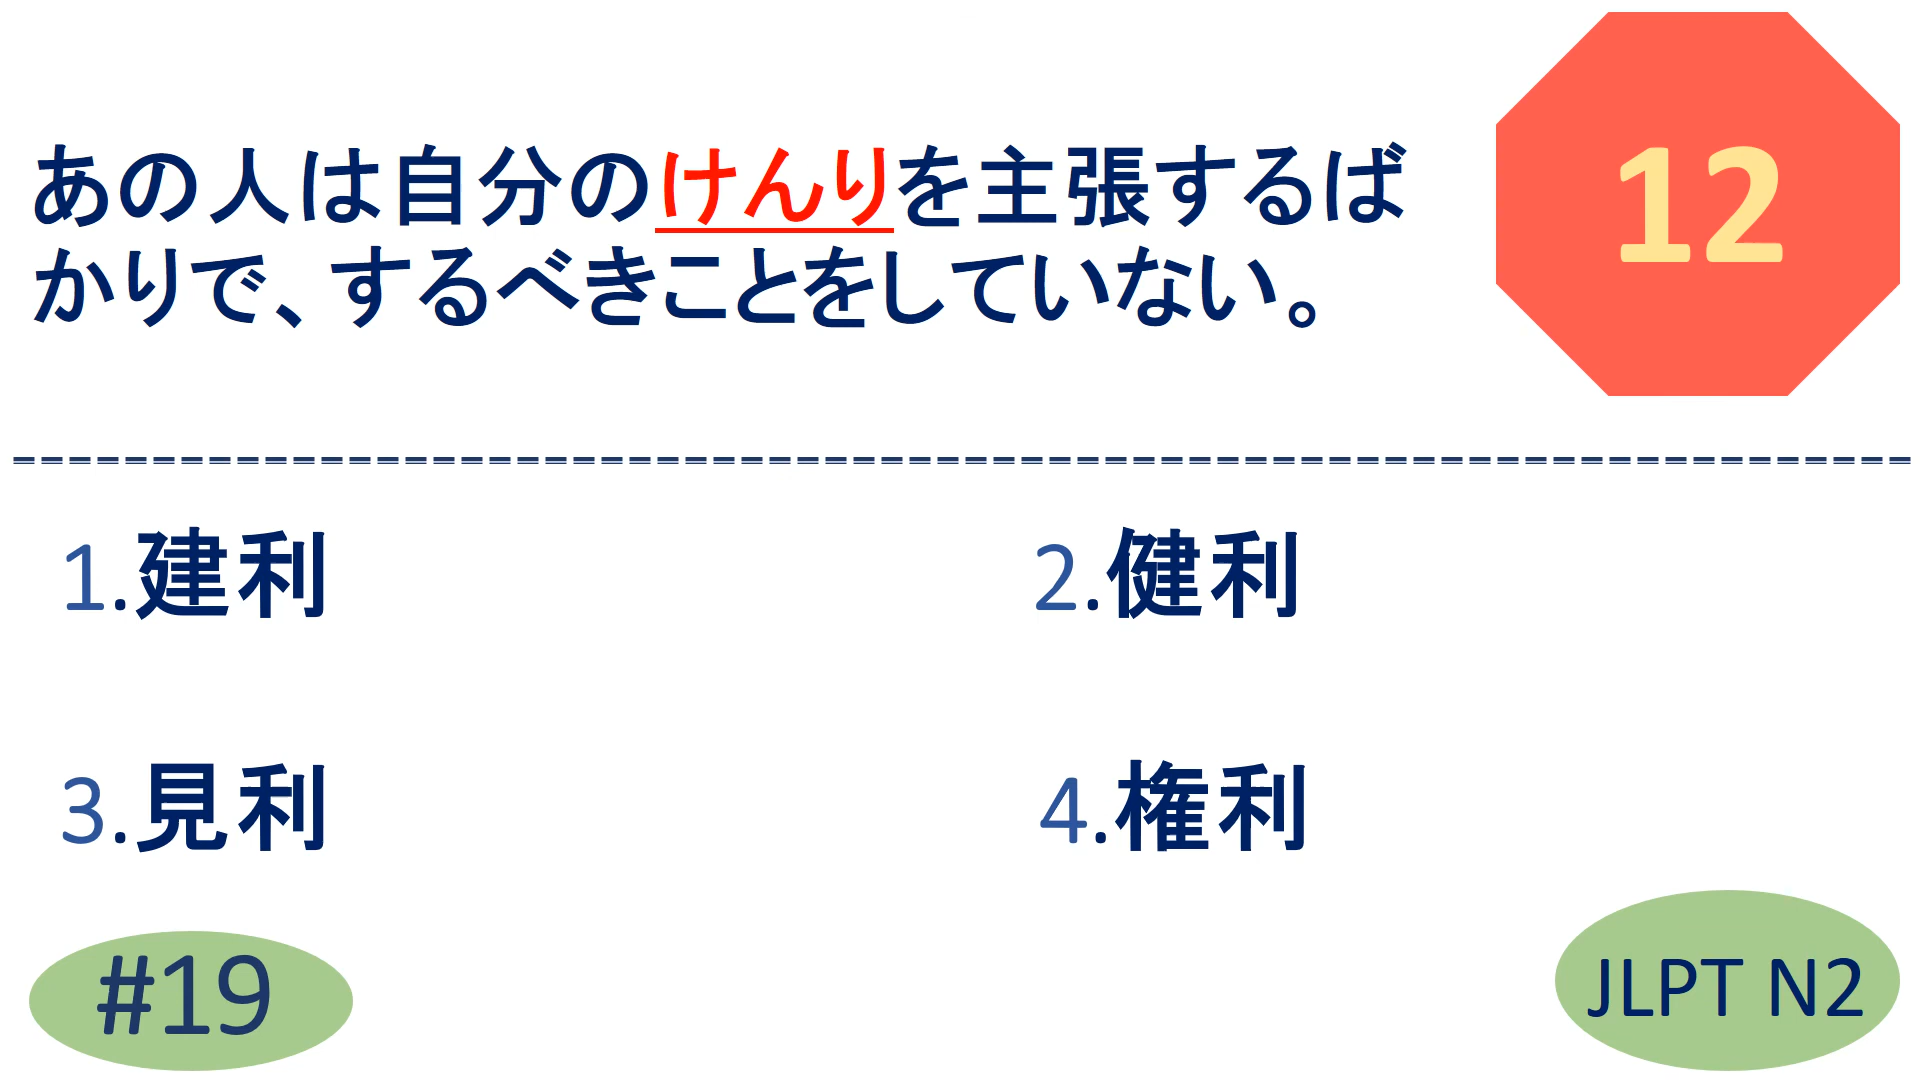 あの人は自分のけんりを主張するば
かりで、するべきことをしていない。
12
1.建利
2.健利
3.見利
4.権利
#19
JLPT N2